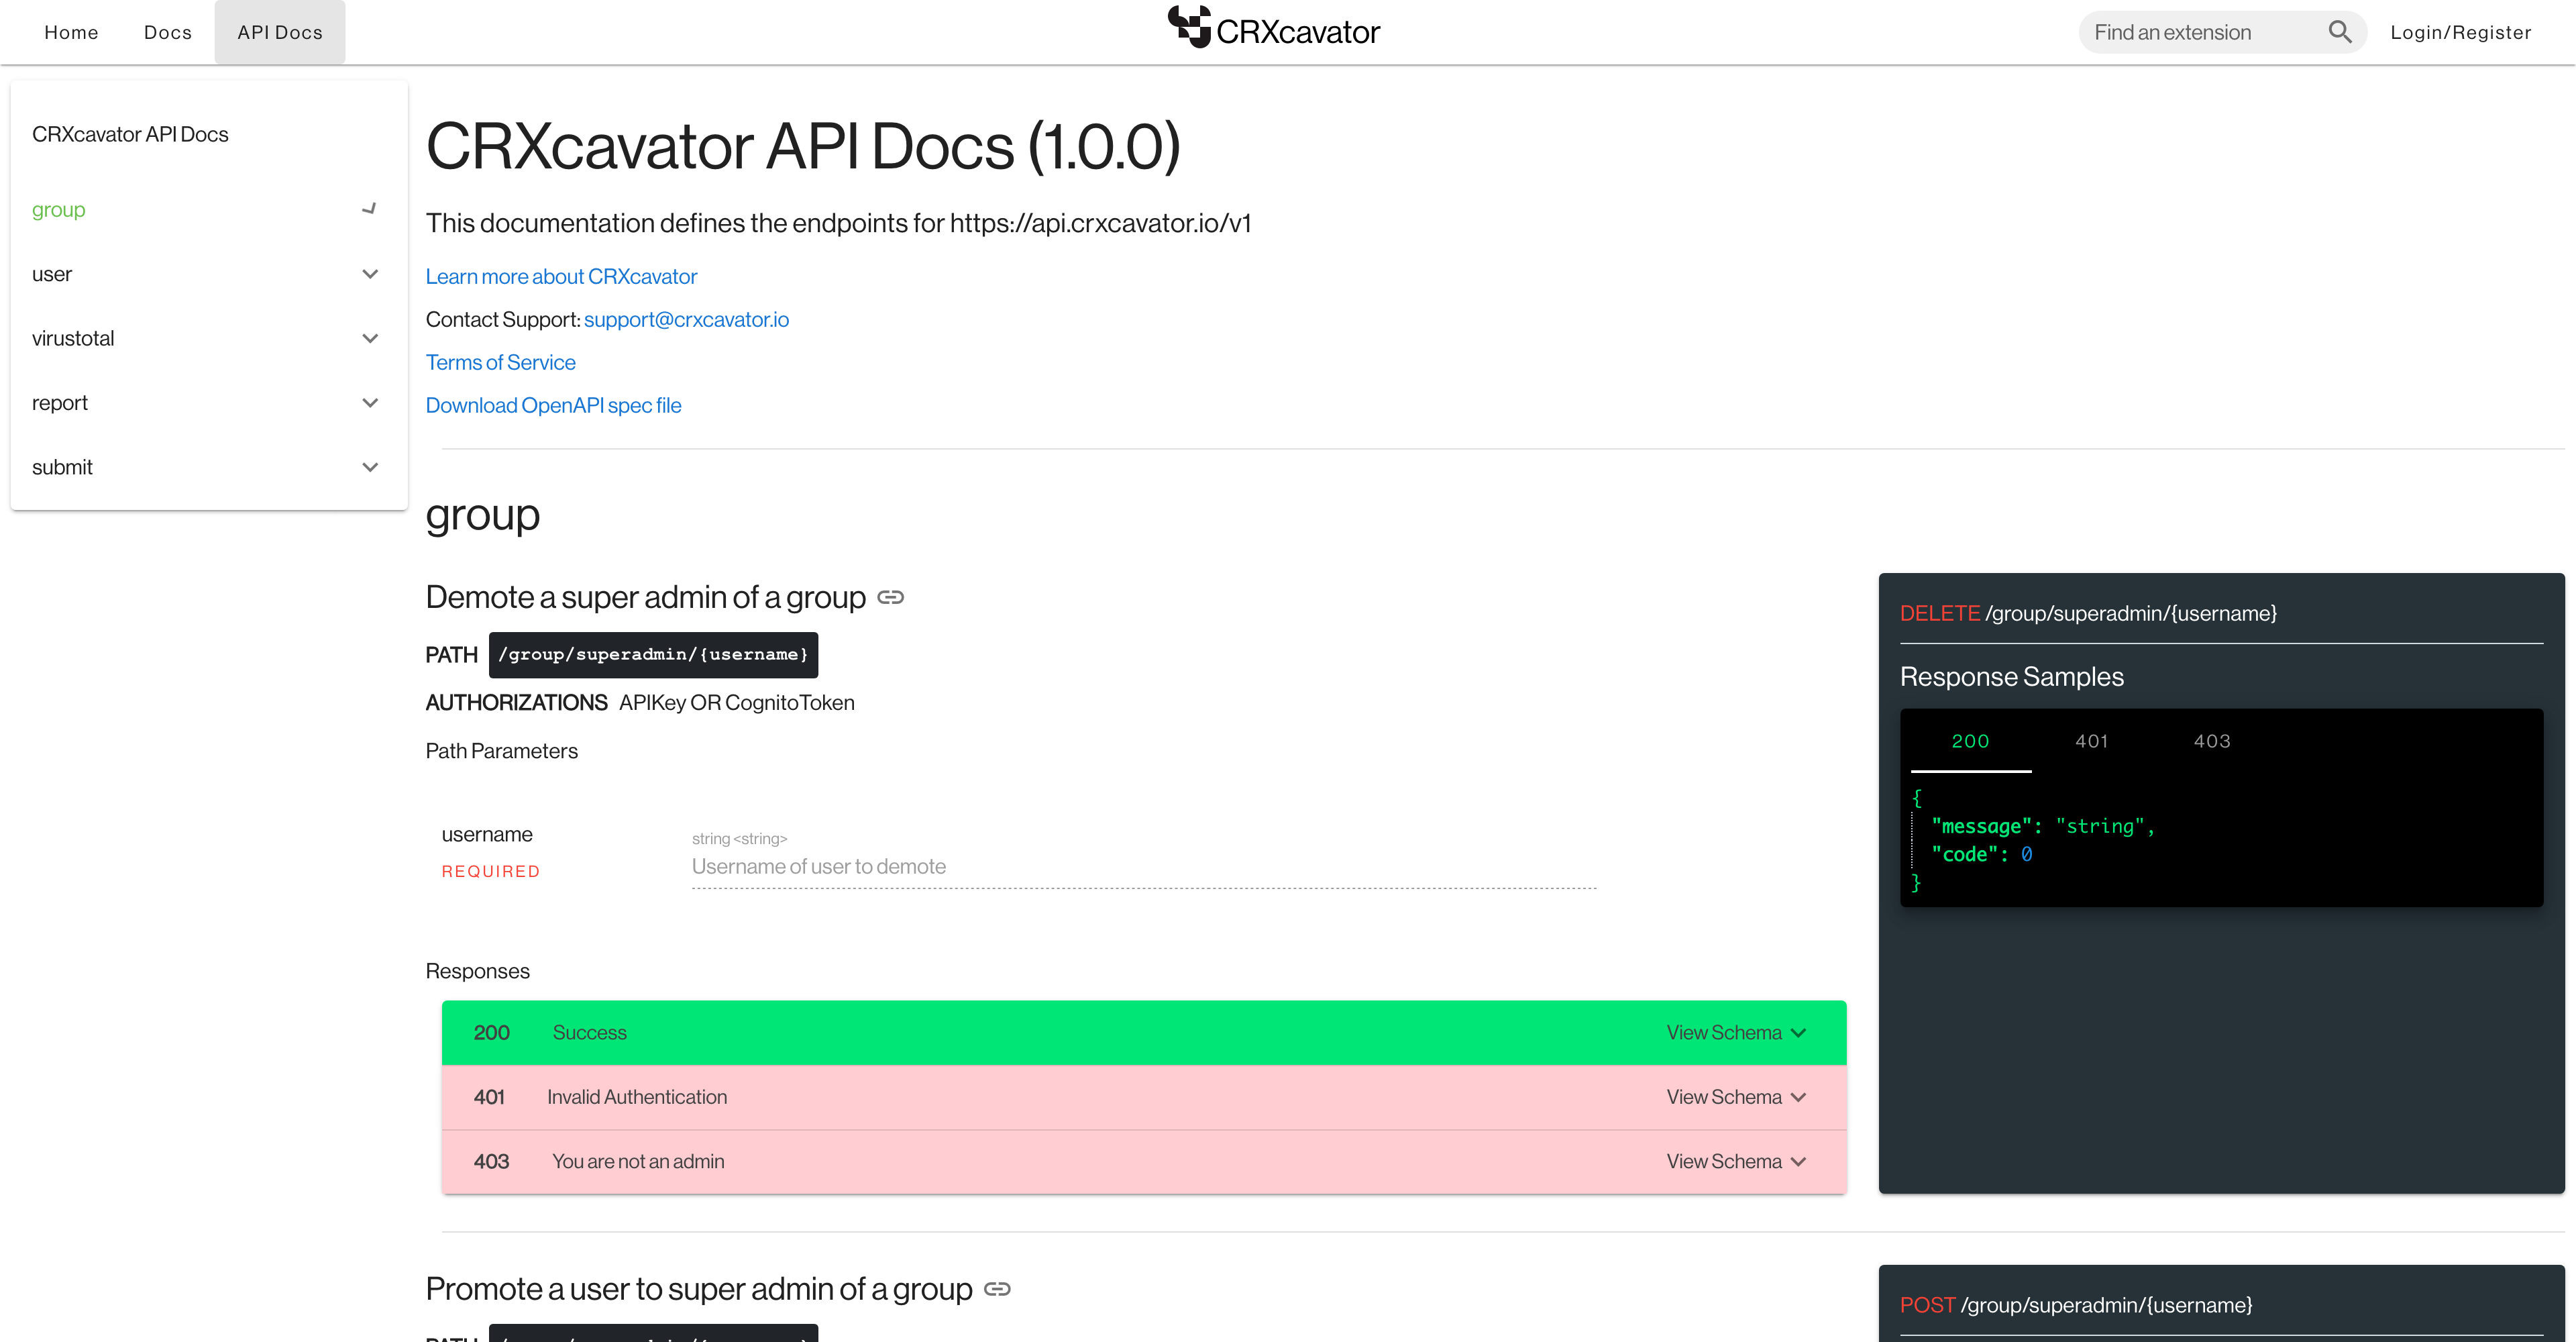 Home
Docs
API Docs
CRXcavator
Find an extension
Login/Register
CRXcavator API Docs
group
user
virustotal
report
submit
CRXcavator API Docs (1.0.0)
This documentation defines the endpoints for https://api.crxcavator.io/v1
Learn more about CRXcavator
Contact Support: support@crxcavator.io
Terms of Service
Download OpenAPI spec file
group
Demote a super admin of a group
PATH /group/superadmin/{username}
AUTHORIZATIONS APIKey OR CognitoToken
Path Parameters
username
REQUIRED
string <string>
Username of user to demote
Responses
200 Success View Schema
401 Invalid Authentication View Schema
403 You are not an admin View Schema
DELETE /group/superadmin/{username}
Response Samples
200 401 403
{
"message": "string",
"code": 0
}
Promote a user to super admin of a group
PATH
POST /group/superadmin/{username}